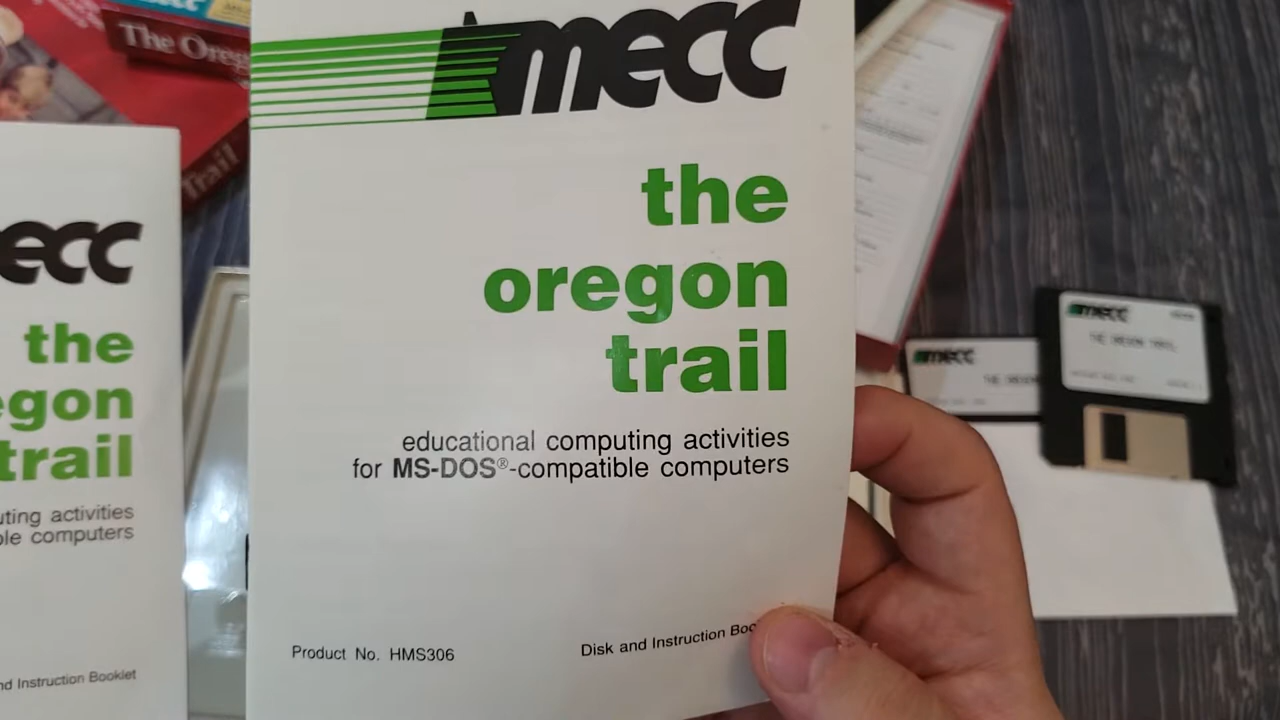 The Oreg
Trail
mecc
the
oregon
trail
educational computing activities
for MS-DOS®-compatible computers
Product No. HMS306
Disk and Instruction Boo
ecc
the
egon
trail
uting activities
ble computers
nd Instruction Booklet
mecc
THE OREGON
mecc
THE OREGON TRAIL